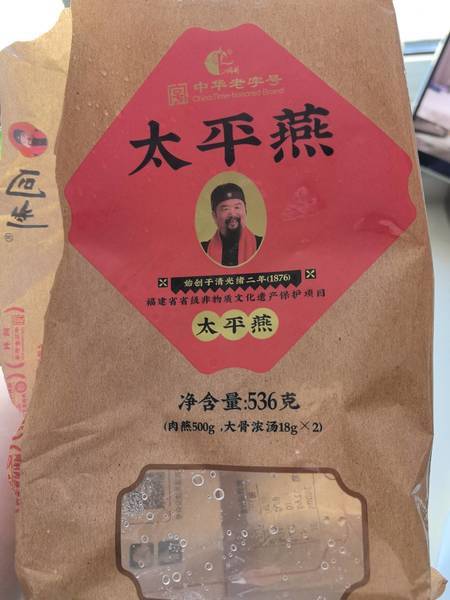 中华老字号
China Time-honored Brand
太平燕
始创于清光绪二年(1876)
福建省省级非物质文化遗产保护项目
太平燕
净含量:536克
(肉燕500g,大骨浓汤18g×2)
同利